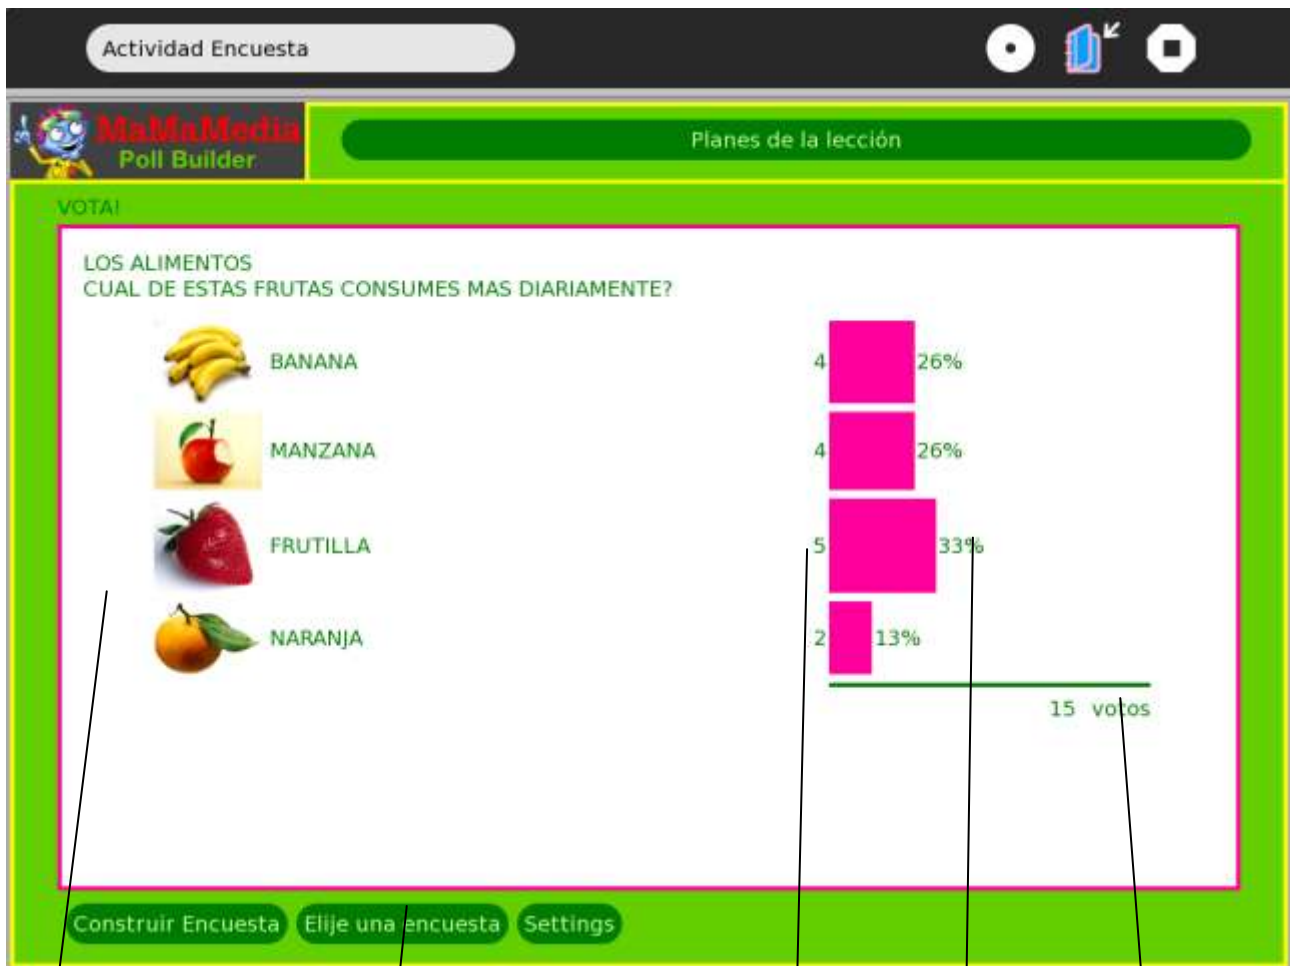 Actividad Encuesta
MaMaMedia
Poll Builder
Planes de la lección
VOTA!
LOS ALIMENTOS
CUAL DE ESTAS FRUTAS CONSUMES MAS DIARIAMENTE?
BANANA 4 26%
MANZANA 4 26%
FRUTILLA 5 33%
NARANJA 2 13%
15 votos
Construir Encuesta Elije una encuesta Settings